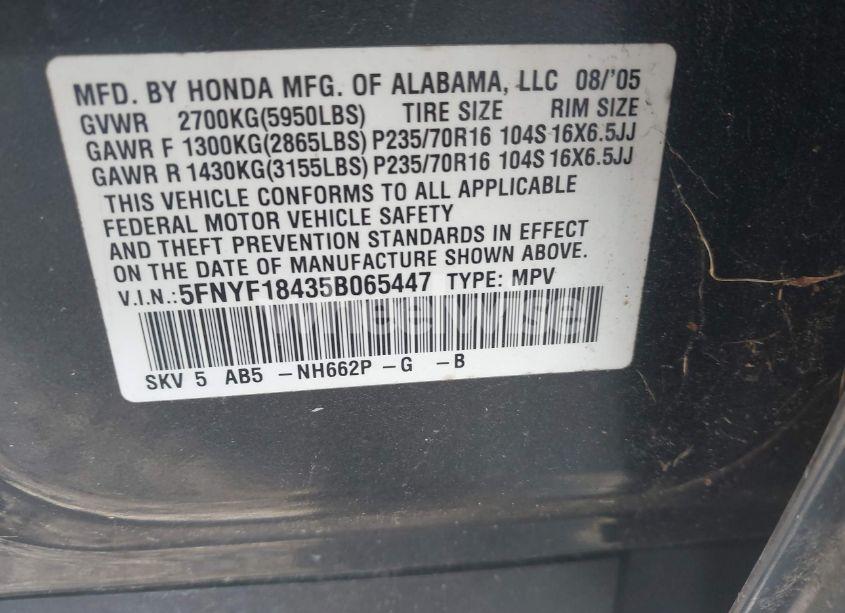 MFD. BY HONDA MFG. OF ALABAMA, LLC 08/'05
GVWR 2700KG(5950LBS) TIRE SIZE RIM SIZE
GAWR F 1300KG(2865LBS) P235/70R16 104S 16X6.5JJ
GAWR R 1430KG(3155LBS) P235/70R16 104S 16X6.5JJ
THIS VEHICLE CONFORMS TO ALL APPLICABLE
FEDERAL MOTOR VEHICLE SAFETY
AND THEFT PREVENTION STANDARDS IN EFFECT
ON THE DATE OF MANUFACTURE SHOWN ABOVE.
V.I.N.:5FNYF18435B065447 TYPE: MPV
SKV 5 AB5 -NH662P -G -B